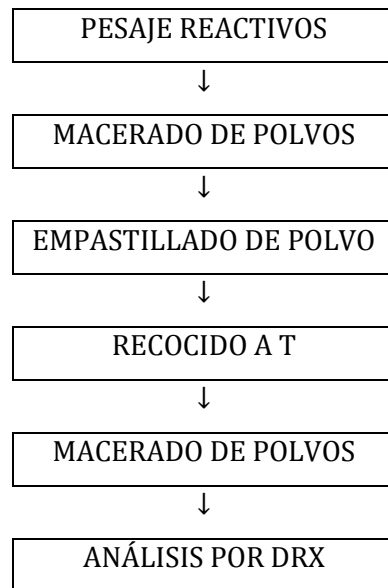 PESAJE REACTIVOS
↓
MACERADO DE POLVOS
↓
EMPASTILLADO DE POLVO
↓
RECOCIDO A T
↓
MACERADO DE POLVOS
↓
ANÁLISIS POR DRX